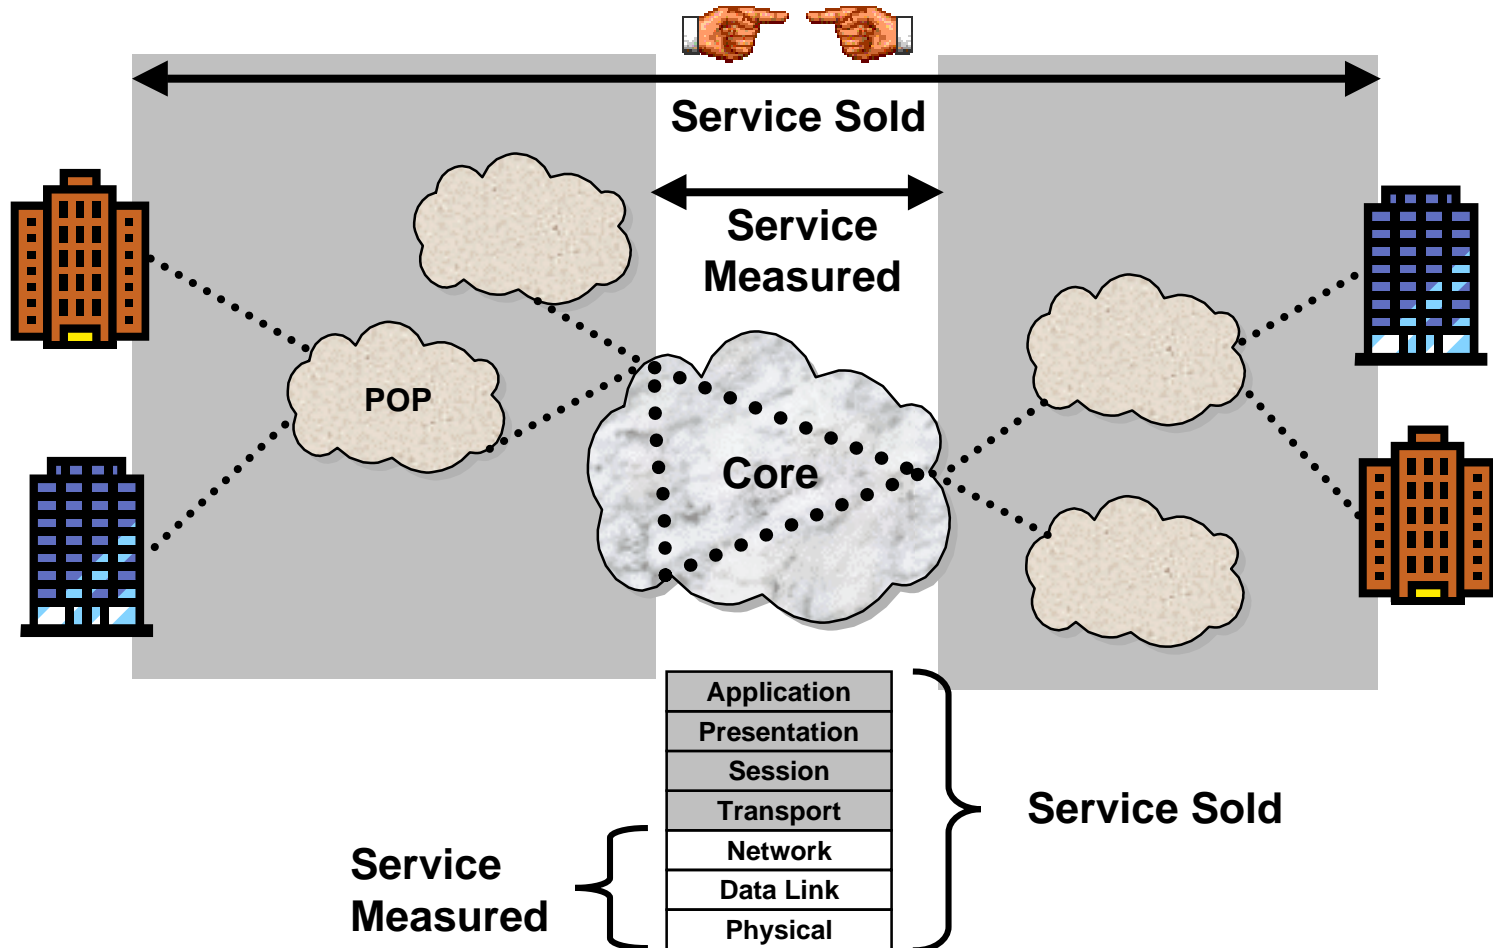 Service Sold
Service
Measured
POP
Core
Application
Presentation
Session
Transport
Network
Data Link
Physical
Service Sold
Service
Measured